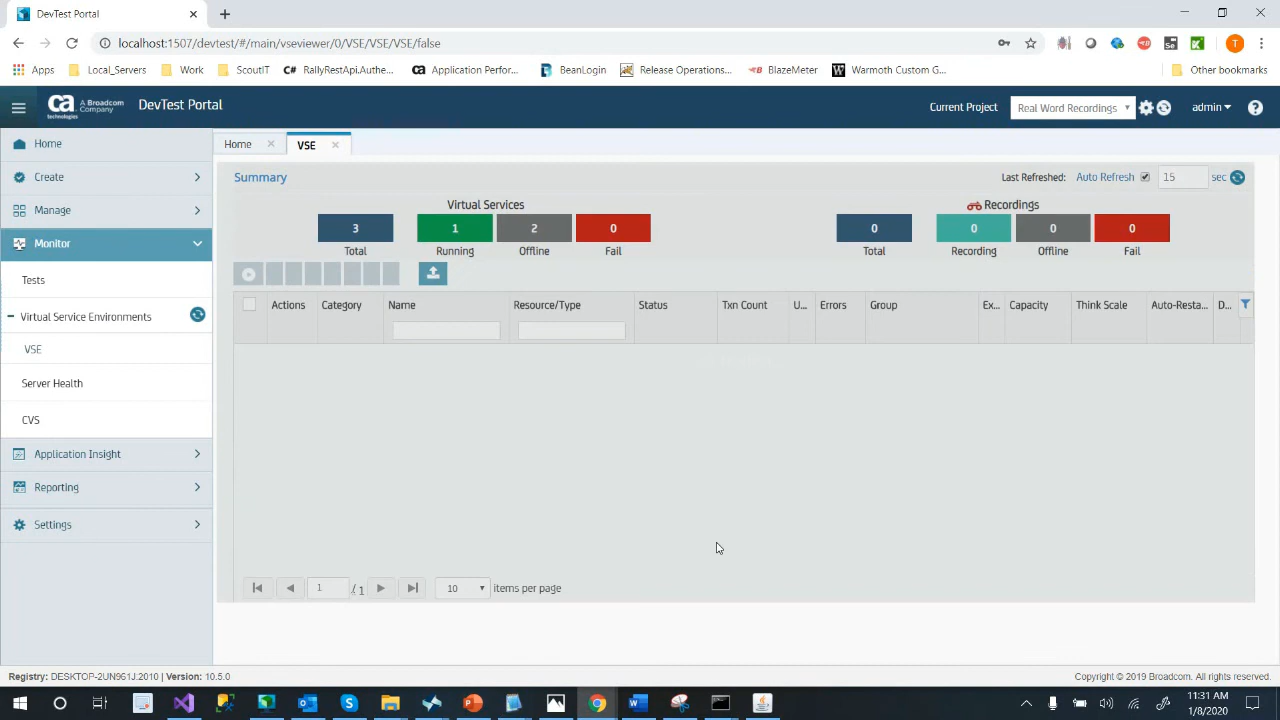 DevTest Portal
localhost:1507/devtest/#/main/vseviewer/0/VSE/VSE/VSE/false
Apps Local_Servers Work ScoutIT RallyRestApi.Authe... Application Perfor... BeanLogin Release Operations... BlazeMeter Warmoth Custom G... Other bookmarks
ca technologies A Broadcom Company DevTest Portal Current Project Real Word Recordings admin
Home
Create
Manage
Monitor
Tests
Virtual Service Environments
VSE
Server Health
CVS
Application Insight
Reporting
Settings
Home VSE
Summary Last Refreshed: Auto Refresh 15 sec
Virtual Services Recordings
3 1 2 0 0 0 0 0
Total Running Offline Fail Total Recording Offline Fail
Actions Category Name Resource/Type Status Txn Count U... Errors Group Ex... Capacity Think Scale Auto-Resta... D...
1 / 1 10 items per page
Registry: DESKTOP-2UN961J:2010 | Version: 10.5.0 Copyright © 2019 Broadcom. All rights reserved.
11:31 AM
1/8/2020